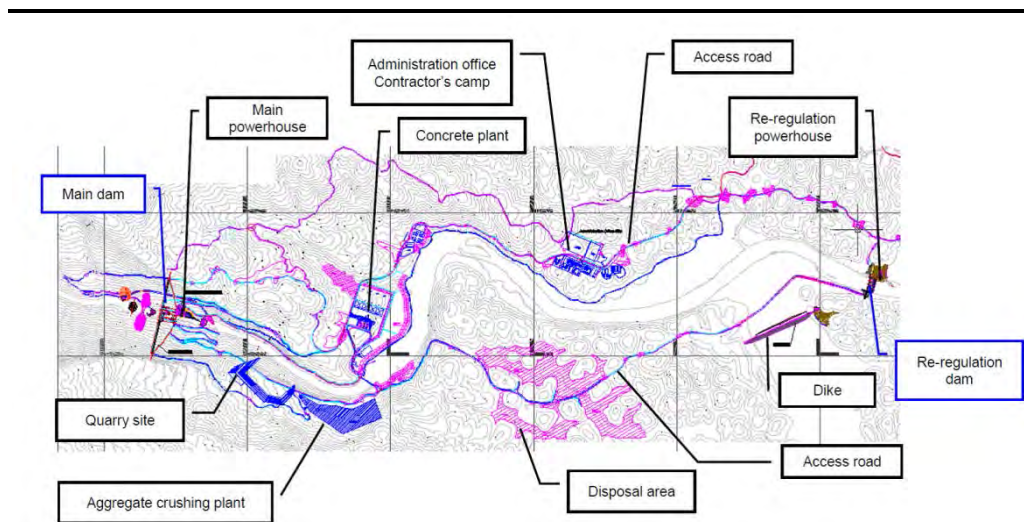 Administration office
Contractor's camp
Access road
Main
powerhouse
Concrete plant
Re-regulation
powerhouse
Main dam
Re-regulation
dam
Quarry site
Dike
Access road
Aggregate crushing plant
Disposal area